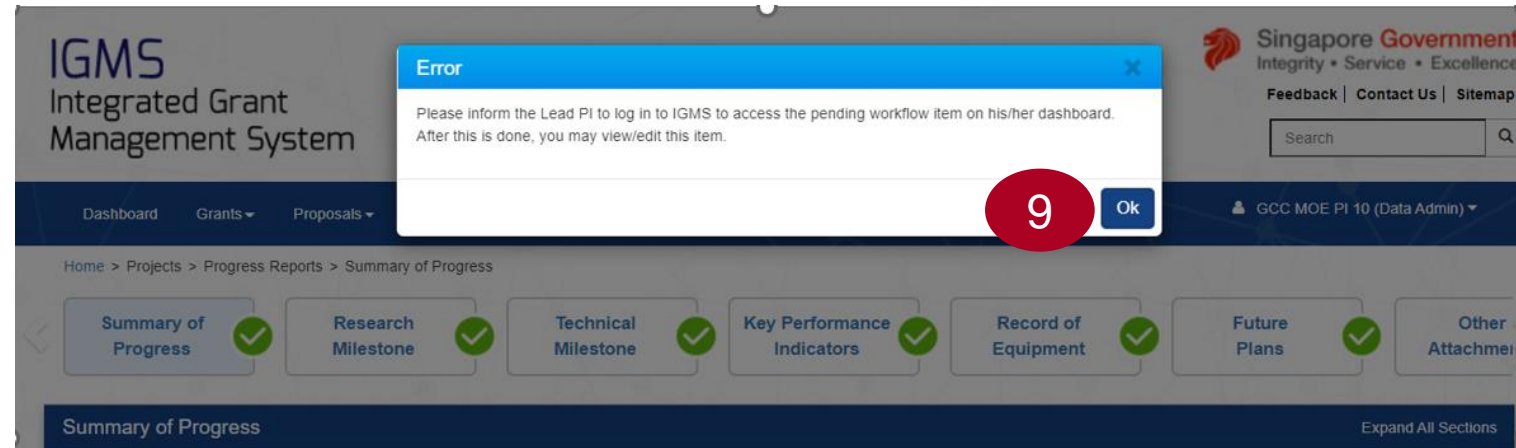 IGMS
Integrated Grant
Management System
Error
Please inform the Lead PI to log in to IGMS to access the pending workflow item on his/her dashboard.
After this is done, you may view/edit this item.
9
Ok
Singapore Government
Integrity • Service • Excellence
Feedback | Contact Us | Sitemap
Search
Dashboard Grants Proposals
GCC MOE PI 10 (Data Admin)
Home > Projects > Progress Reports > Summary of Progress
Summary of
Progress
Research
Milestone
Technical
Milestone
Key Performance
Indicators
Record of
Equipment
Future
Plans
Other
Summary of Progress
Expand All Sections